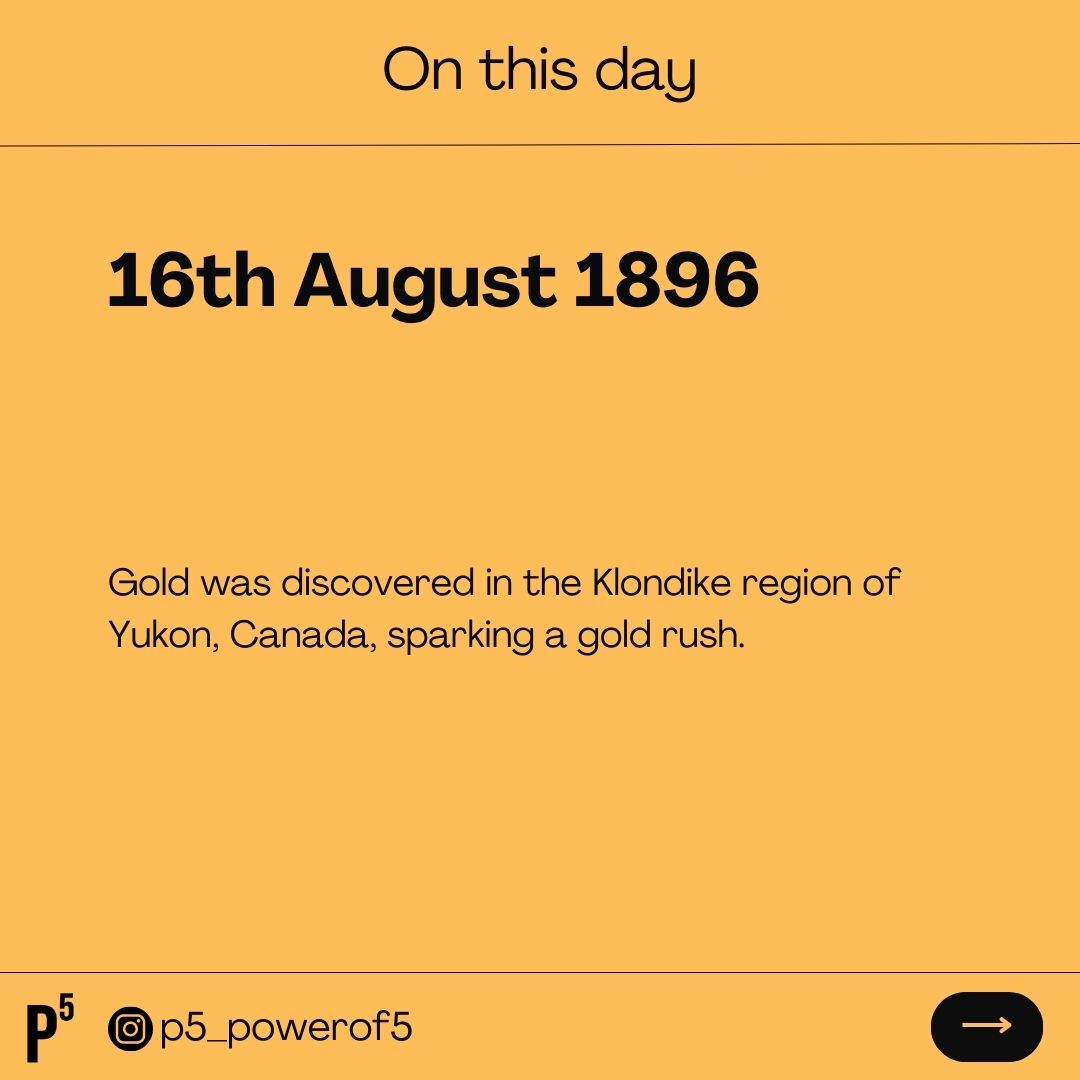 On this day
16th August 1896
Gold was discovered in the Klondike region of
Yukon, Canada, sparking a gold rush.
P5 p5_powerof5